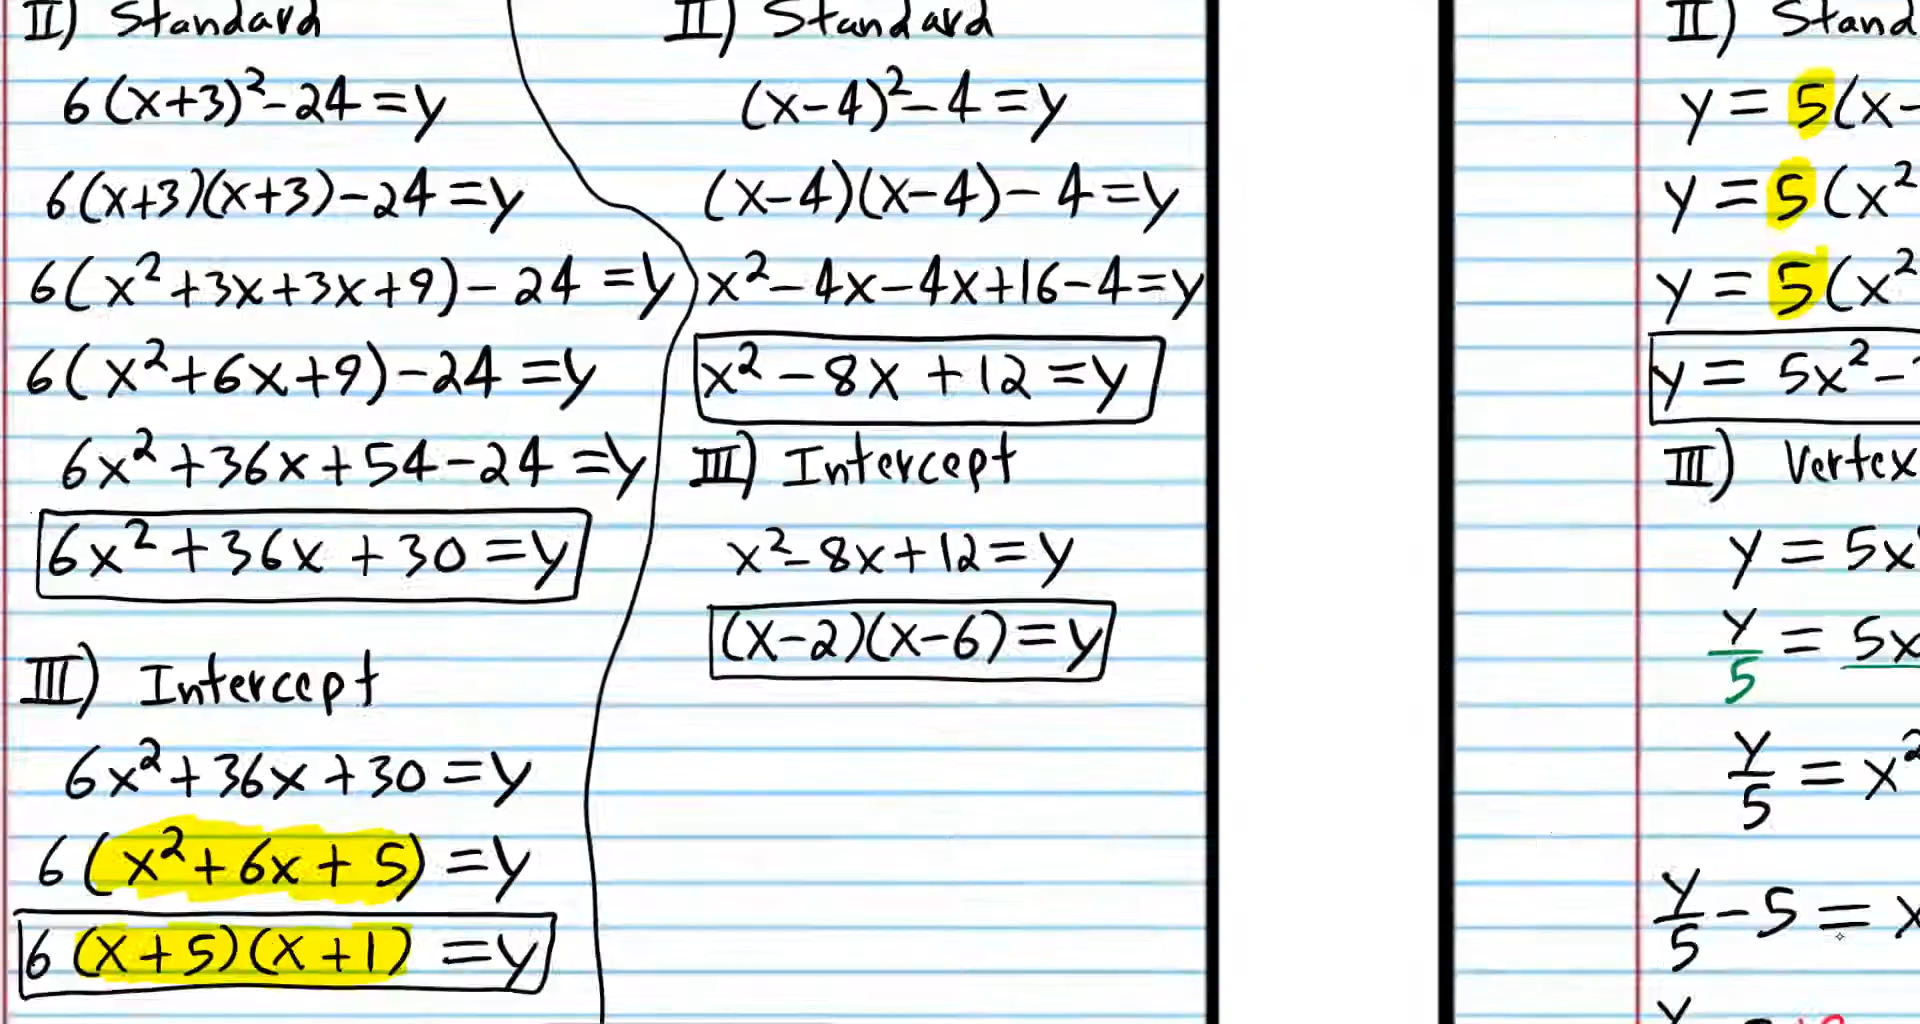 II) Standard
6(x+3)²-24=y
6(x+3)(x+3)-24=y
6(x²+3x+3x+9)-24=y
6(x²+6x+9)-24=y
6x²+36x+54-24=y
6x²+36x+30=y
III) Intercept
6x²+36x+30=y
6(x²+6x+5)=y
6(x+5)(x+1)=y
II) Standard
(x-4)²-4=y
(x-4)(x-4)-4=y
x²-4x-4x+16-4=y
x²-8x+12=y
III) Intercept
x²-8x+12=y
(x-2)(x-6)=y
II) Stand
y=5(x-
y=5(x²
y=5(x²
y=5x²-
III) Vertex
y=5x
y/5=5x
y/5=x²
y/5-5=x